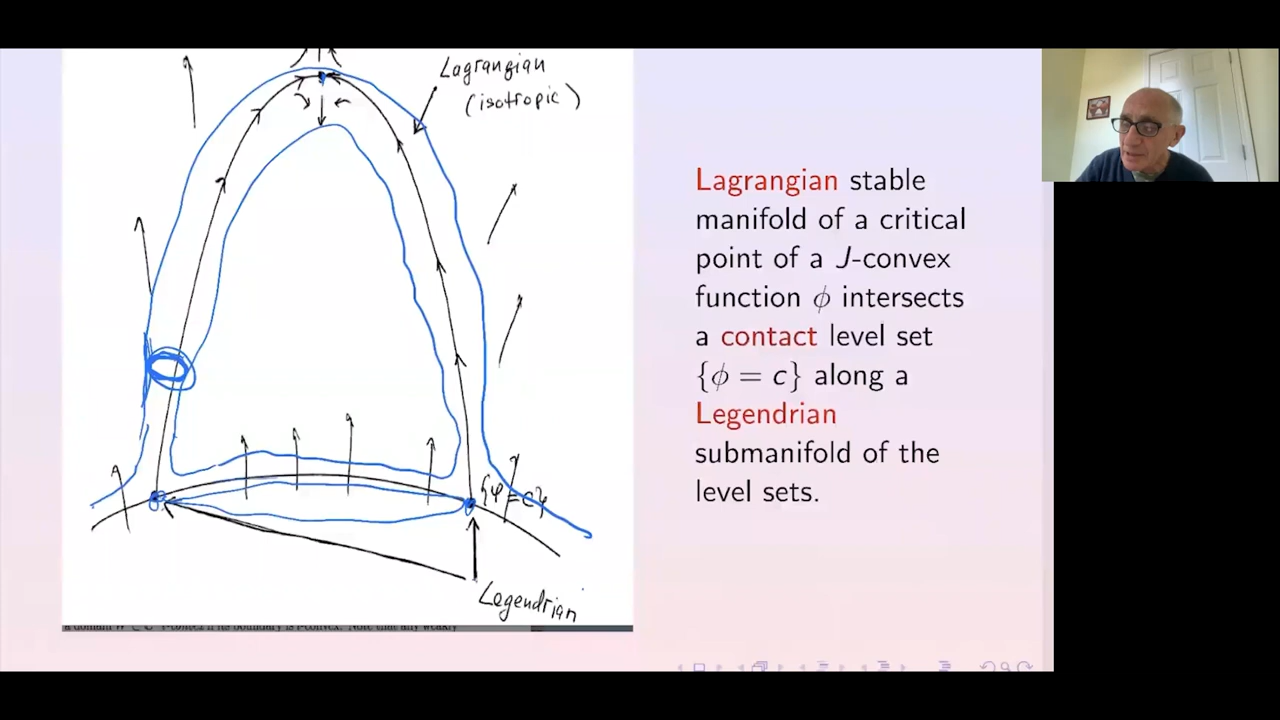 Lagrangian
(isotropic)
{φ=c}
Legendrian
a domain W ⊂ C
Lagrangian stable
manifold of a critical
point of a J-convex
function ϕ intersects
a contact level set
{ϕ = c} along a
Legendrian
submanifold of the
level sets.